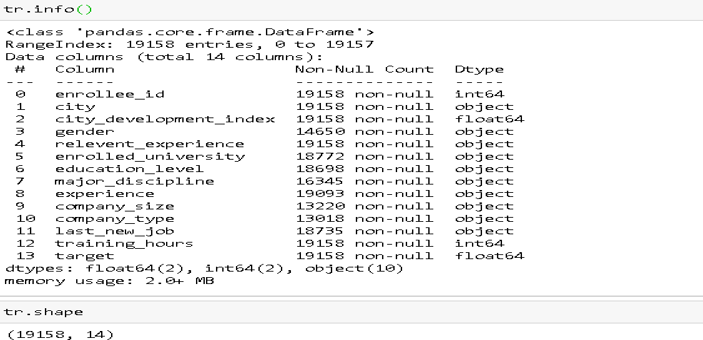 tr.info()
<class 'pandas.core.frame.DataFrame'>
RangeIndex: 19158 entries, 0 to 19157
Data columns (total 14 columns):
 #   Column                  Non-Null Count  Dtype
---  ------                  --------------  -----
 0   enrollee_id             19158 non-null  int64
 1   city                    19158 non-null  object
 2   city_development_index  19158 non-null  float64
 3   gender                  14650 non-null  object
 4   relevent_experience     19158 non-null  object
 5   enrolled_university     18772 non-null  object
 6   education_level         18698 non-null  object
 7   major_discipline        16345 non-null  object
 8   experience              19093 non-null  object
 9   company_size            13220 non-null  object
 10  company_type            13018 non-null  object
 11  last_new_job            18735 non-null  object
 12  training_hours          19158 non-null  int64
 13  target                  19158 non-null  float64
dtypes: float64(2), int64(2), object(10)
memory usage: 2.0+ MB
tr.shape
(19158, 14)